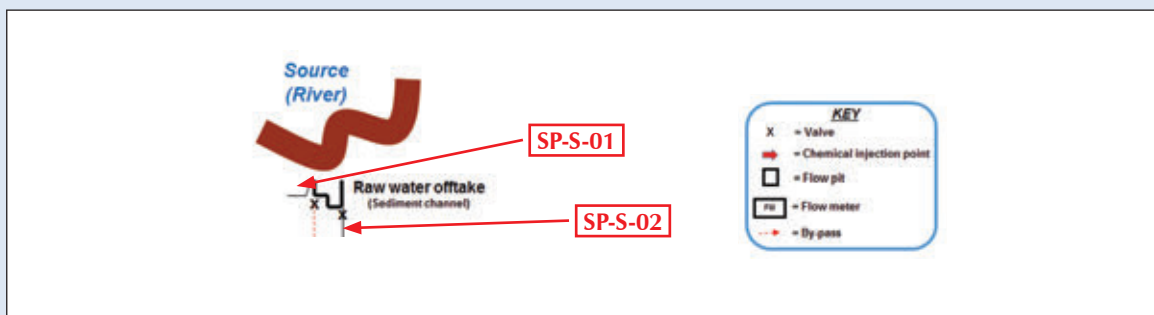 Source
(River)
SP-S-01
Raw water offtake
(Sediment channel)
SP-S-02
X
X
KEY
X = Valve
= Chemical injection point
= Flow pit
FM = Flow meter
= By-pass